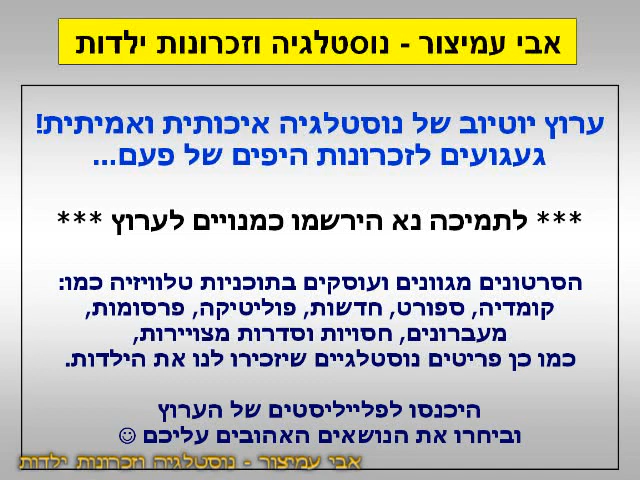 אבי עמיצור - נוסטלגיה וזכרונות ילדות
ערוץ יוטיוב של נוסטלגיה איכותית ואמיתית!
געגועים לזכרונות היפים של פעם...
*** לתמיכה נא הירשמו כמנויים לערוץ ***
הסרטונים מגוונים ועוסקים בתוכניות טלוויזיה כמו:
קומדיה, ספורט, חדשות, פוליטיקה, פרסומות,
מעברונים, חסויות וסדרות מצויירות,
כמו כן פריטים נוסטלגיים שיזכירו לנו את הילדות.
היכנסו לפלייליסטים של הערוץ
וביחרו את הנושאים האהובים עליכם ☺
אבי עמיצור - נוסטלגיה וזכרונות ילדות